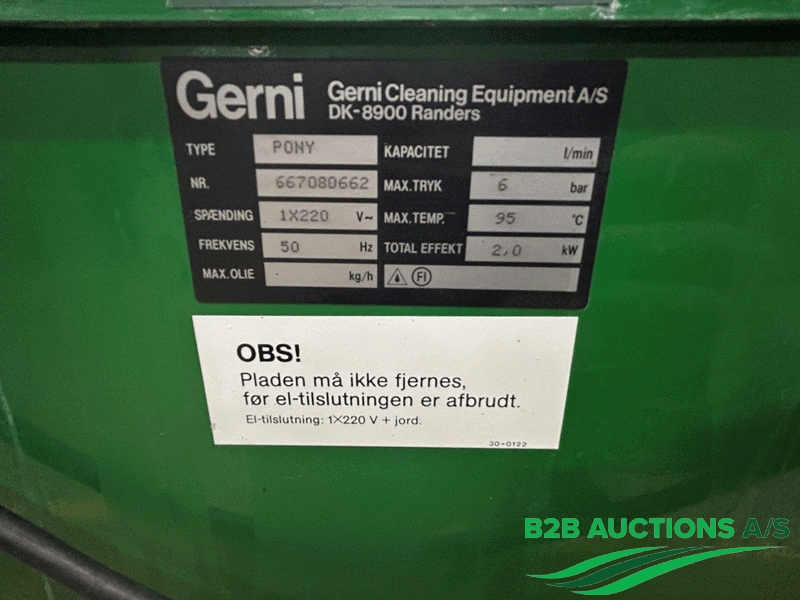 Gerni Gerni Cleaning Equipment A/S
DK-8900 Randers
TYPE PONY KAPACITET l/min
NR. 667080662 MAX.TRYK 6 bar
SPÆNDING 1X220 V~ MAX.TEMP. 95 °C
FREKVENS 50 Hz TOTAL EFFEKT 2,0 kW
MAX. OLIE kg/h FI
OBS!
Pladen må ikke fjernes,
før el-tilslutningen er afbrudt.
El-tilslutning: 1X220 V + jord.
30-0122
B2B AUCTIONS A/S